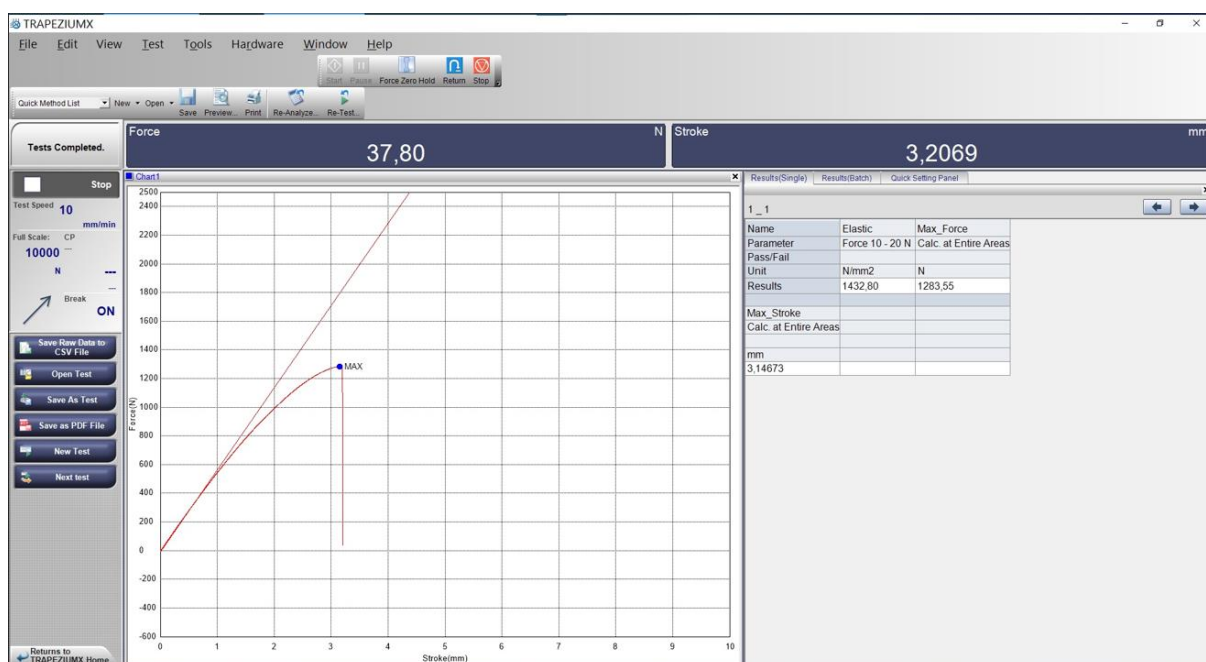 TRAPEZIUMX
File Edit View Test Tools Hardware Window Help
Start Pause Force Zero Hold Return Stop
Quick Method List New Open Save Preview... Print Re-Analyze... Re-Test...
Tests Completed.
Force N
37,80
Stroke mm
3,2069
Stop
Test Speed 10
mm/min
Full Scale: CP
10000 ---
N ---
---
Break
ON
Save Raw Data to
CSV File
Open Test
Save As Test
Save as PDF File
New Test
Next test
Returns to
TRAPEZIUMX Home
Chart1
2500
2400
2200
2000
1800
1600
1400
1200
1000
800
600
400
200
0
-200
-400
-600
Force(N)
MAX
0 1 2 3 4 5 6 7 8 9 10
Stroke(mm)
Results(Single) Results(Batch) Quick Setting Panel
1 _ 1
Name Elastic Max_Force
Parameter Force 10 - 20 N Calc. at Entire Areas
Pass/Fail
Unit N/mm2 N
Results 1432,80 1283,55
Max_Stroke
Calc. at Entire Areas
mm
3,14673